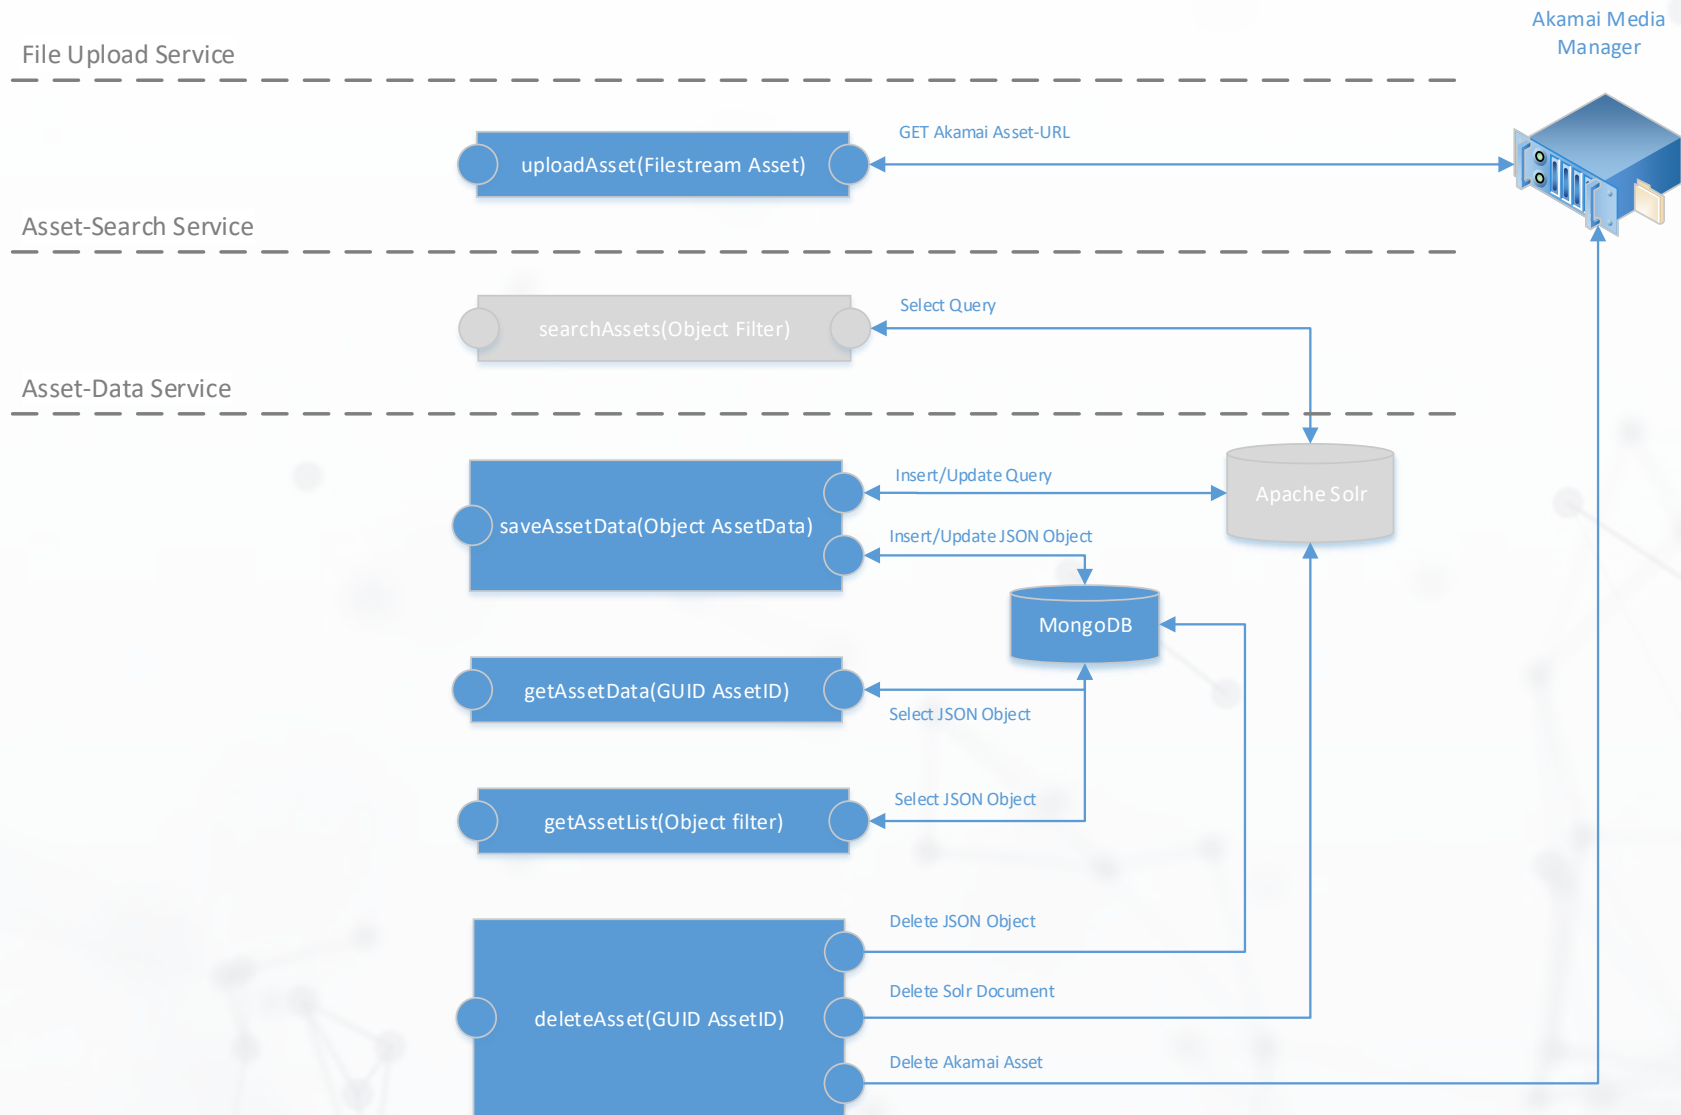 Akamai Media
Manager
File Upload Service
GET Akamai Asset-URL
uploadAsset(Filestream Asset)
Asset-Search Service
Select Query
searchAssets(Object Filter)
Asset-Data Service
Insert/Update Query
Apache Solr
saveAssetData(Object AssetData)
Insert/Update JSON Object
MongoDB
getAssetData(GUID AssetID)
Select JSON Object
Select JSON Object
getAssetList(Object filter)
Delete JSON Object
Delete Solr Document
deleteAsset(GUID AssetID)
Delete Akamai Asset